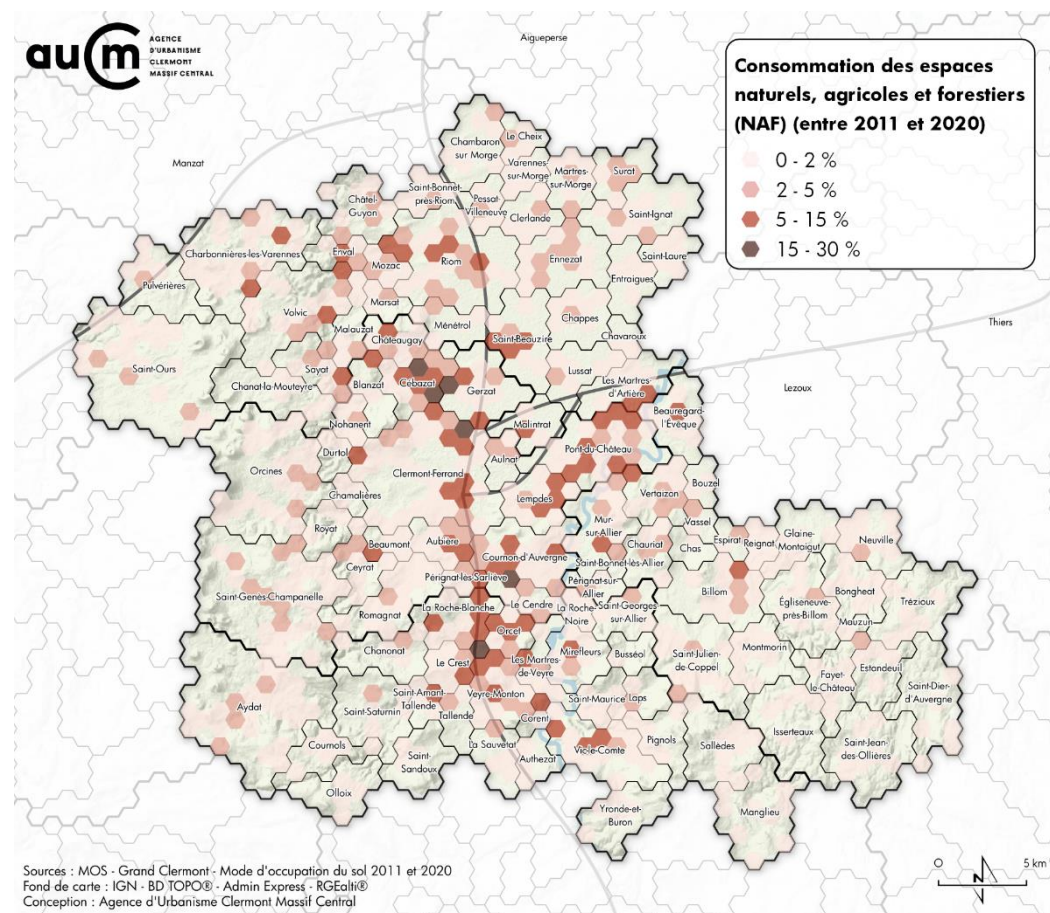 auCm
AGENCE
D'URBANISME
CLERMONT
MASSIF CENTRAL
Consommation des espaces
naturels, agricoles et forestiers
(NAF) (entre 2011 et 2020)
0 - 2 %
2 - 5 %
5 - 15 %
15 - 30 %
Aigueperse
Manzat
Thiers
Lezoux
Chambaron
sur Morge
Le Cheix
Varennes-
sur-Morge
Martres-
sur-Morge
Surat
Saint-Bonnet-
près-Riom
Pessat-
Villeneuve
Clerlande
Saint-Ignat
Châtel-
Guyon
Charbonnières-les-Varennes
Enval
Mozac
Riom
Ennezat
Saint-Laure
Entraigues
Pulvérières
Volvic
Marsat
Malauzat
Ménétrol
Chappes
Chavaroux
Châteaugay
Saint-Beauzire
Saint-Ours
Sayat
Chanat-la-Mouteyre
Blanzat
Cébazat
Gerzat
Lussat
Les Martres-
d'Artière
Beauregard-
l'Évêque
Nohanent
Malintrat
Durtol
Aulnat
Pont-du-Château
Orcines
Clermont-Ferrand
Chamalières
Lempdes
Vertaizon
Bouzel
Vassel
Royat
Mur-
sur-Allier
Beaumont
Aubière
Cournon-d'Auvergne
Chauriat
Chas
Espirat
Reignat
Glaine-
Montaigut
Neuville
Ceyrat
Saint-Bonnet-lès-Allier
Pérignat-lès-Sarliève
Pérignat-sur
Allier
Billom
Saint-Genès-Champanelle
Romagnat
La Roche-Blanche
Le Cendre
La Roche-
Noire
Saint-Georges
sur-Allier
Égliseneuve-
près-Billom
Bongheat
Mauzun
Trézioux
Orcet
Chanonat
Le Crest
Les Martres-
de-Veyre
Mirefleurs
Busséol
Saint-Julien
de-Coppel
Montmorin
Fayet-
le-Château
Estandeuil
Saint-Dier
d'Auvergne
Aydat
Saint-Saturnin
Saint-Amant-
Tallende
Tallende
Veyre-Monton
Saint-Maurice
Laps
Corent
Isserteaux
Cournols
La Sauvetat
Vic-le-Comte
Pignols
Sallèdes
Saint-Jean
des-Ollières
Saint-
Sandoux
Authezat
Olloix
Yronde-et-
Buron
Manglieu
Sources : MOS - Grand Clermont - Mode d'occupation du sol 2011 et 2020
Fond de carte : IGN - BD TOPO® - Admin Express - RGEalti®
Conception : Agence d'Urbanisme Clermont Massif Central
0
N
5 km